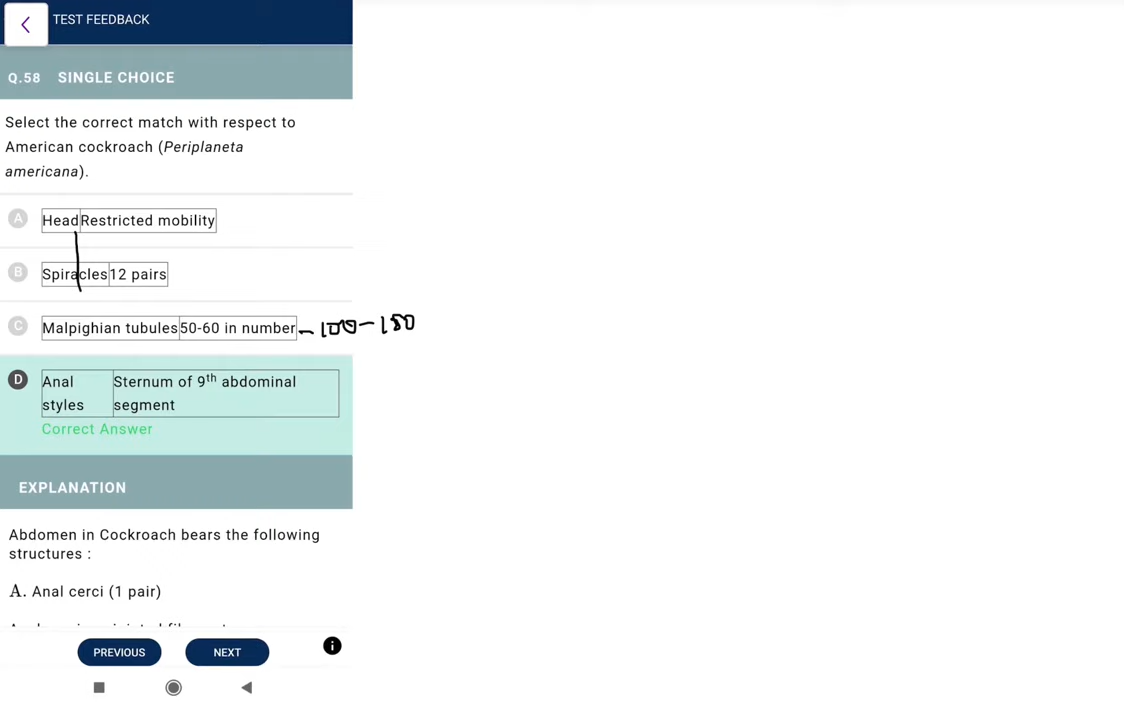 TEST FEEDBACK
Q.58 SINGLE CHOICE
Select the correct match with respect to
American cockroach (Periplaneta
americana).
A Head Restricted mobility
B Spiracles 12 pairs
C Malpighian tubules 50-60 in number - 100 - 150
D Anal styles Sternum of 9th abdominal segment
Correct Answer
EXPLANATION
Abdomen in Cockroach bears the following
structures :
A. Anal cerci (1 pair)
PREVIOUS NEXT i